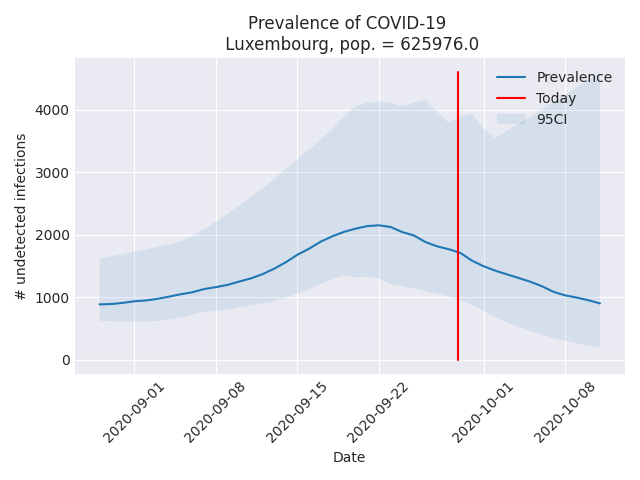 Prevalence of COVID-19
Luxembourg, pop. = 625976.0
Prevalence
Today
95CI
# undetected infections
4000
3000
2000
1000
0
2020-09-01
2020-09-08
2020-09-15
2020-09-22
2020-10-01
2020-10-08
Date